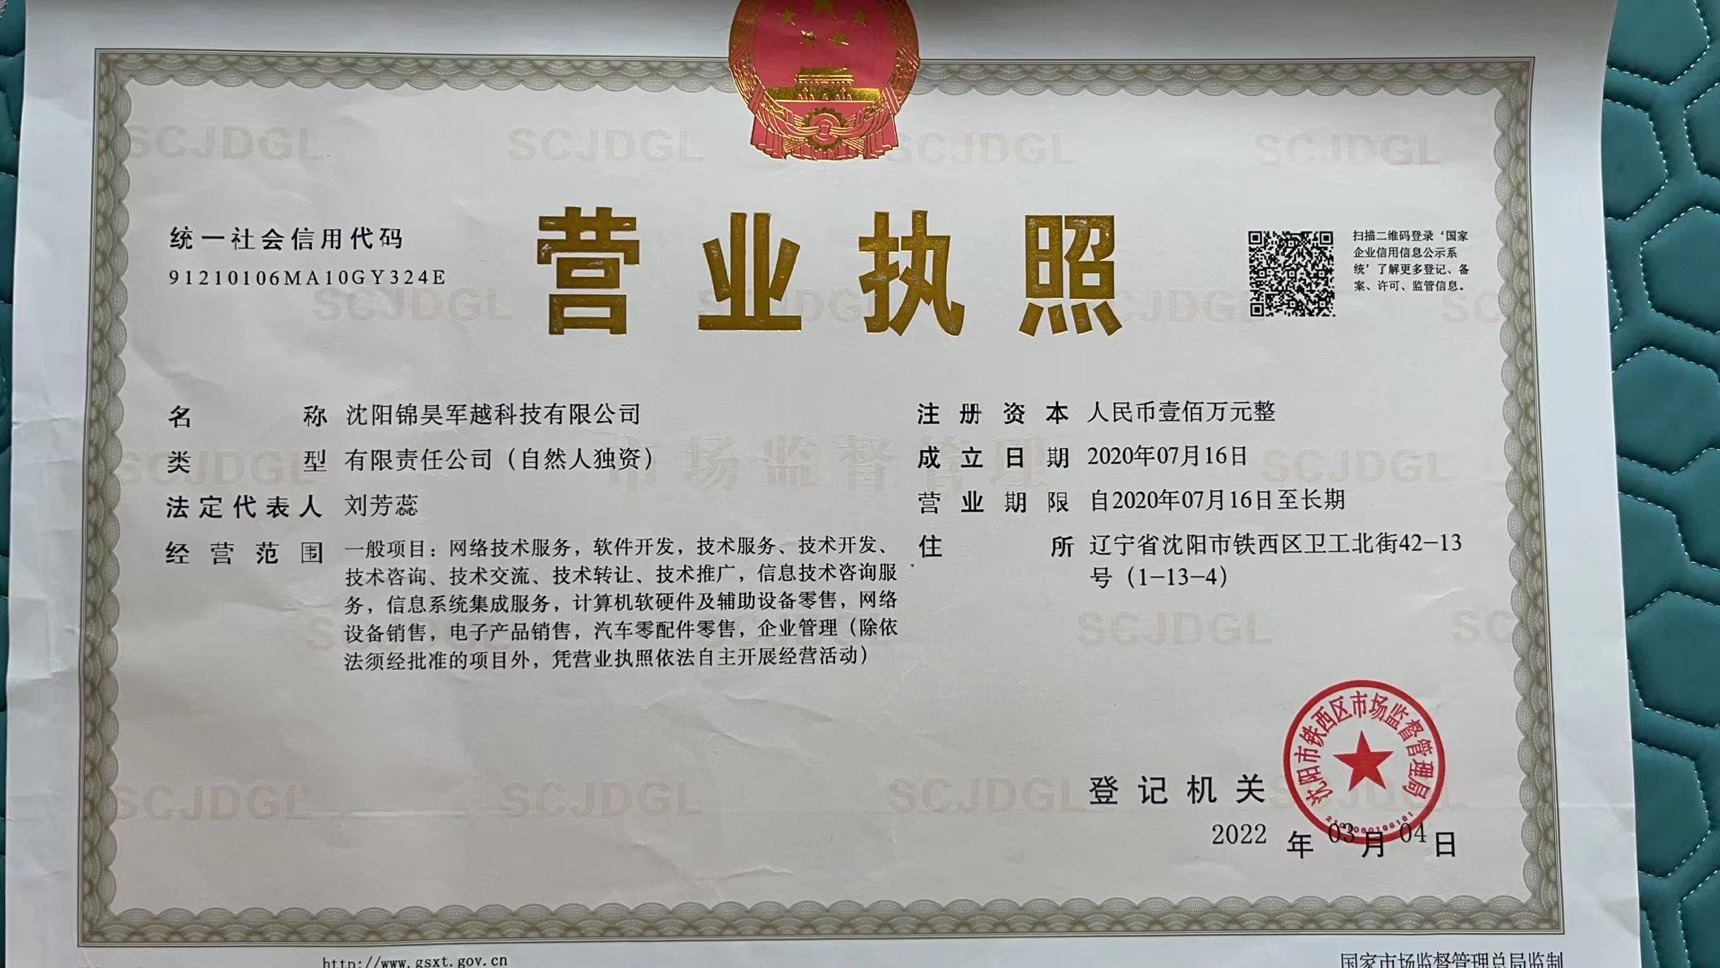 营业执照
统一社会信用代码
91210106MA10GY324E
扫描二维码登录‘国家
企业信用信息公示系
统’了解更多登记、备
案、许可、监管信息。
名称 沈阳锦昊军越科技有限公司
类型 有限责任公司（自然人独资）
法定代表人 刘芳蕊
经营范围 一般项目：网络技术服务，软件开发，技术服务、技术开发、
技术咨询、技术交流、技术转让、技术推广，信息技术咨询服
务，信息系统集成服务，计算机软硬件及辅助设备零售，网络
设备销售，电子产品销售，汽车零配件零售，企业管理（除依
法须经批准的项目外，凭营业执照依法自主开展经营活动）
注册资本 人民币壹佰万元整
成立日期 2020年07月16日
营业期限 自2020年07月16日至长期
住所 辽宁省沈阳市铁西区卫工北街42-13
号（1-13-4）
登记机关
沈阳市铁西区市场监督管理局
2022年03月04日
http://www.gsxt.gov.cn
国家市场监督管理总局监制
SCJDGL
市场监督管理